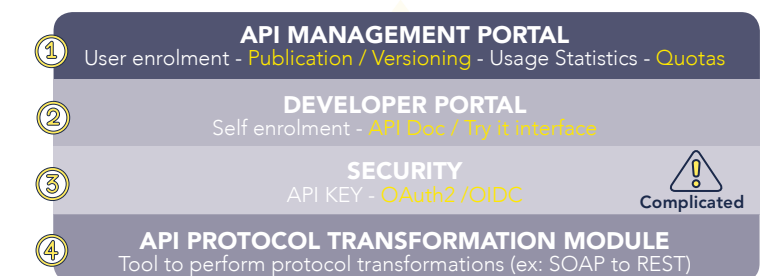 API MANAGEMENT PORTAL
1 User enrolment - Publication / Versioning - Usage Statistics - Quotas
DEVELOPER PORTAL
2 Self enrolment - API Doc / Try it interface
SECURITY
3 API KEY - OAuth2 /OIDC
Complicated
API PROTOCOL TRANSFORMATION MODULE
4 Tool to perform protocol transformations (ex: SOAP to REST)